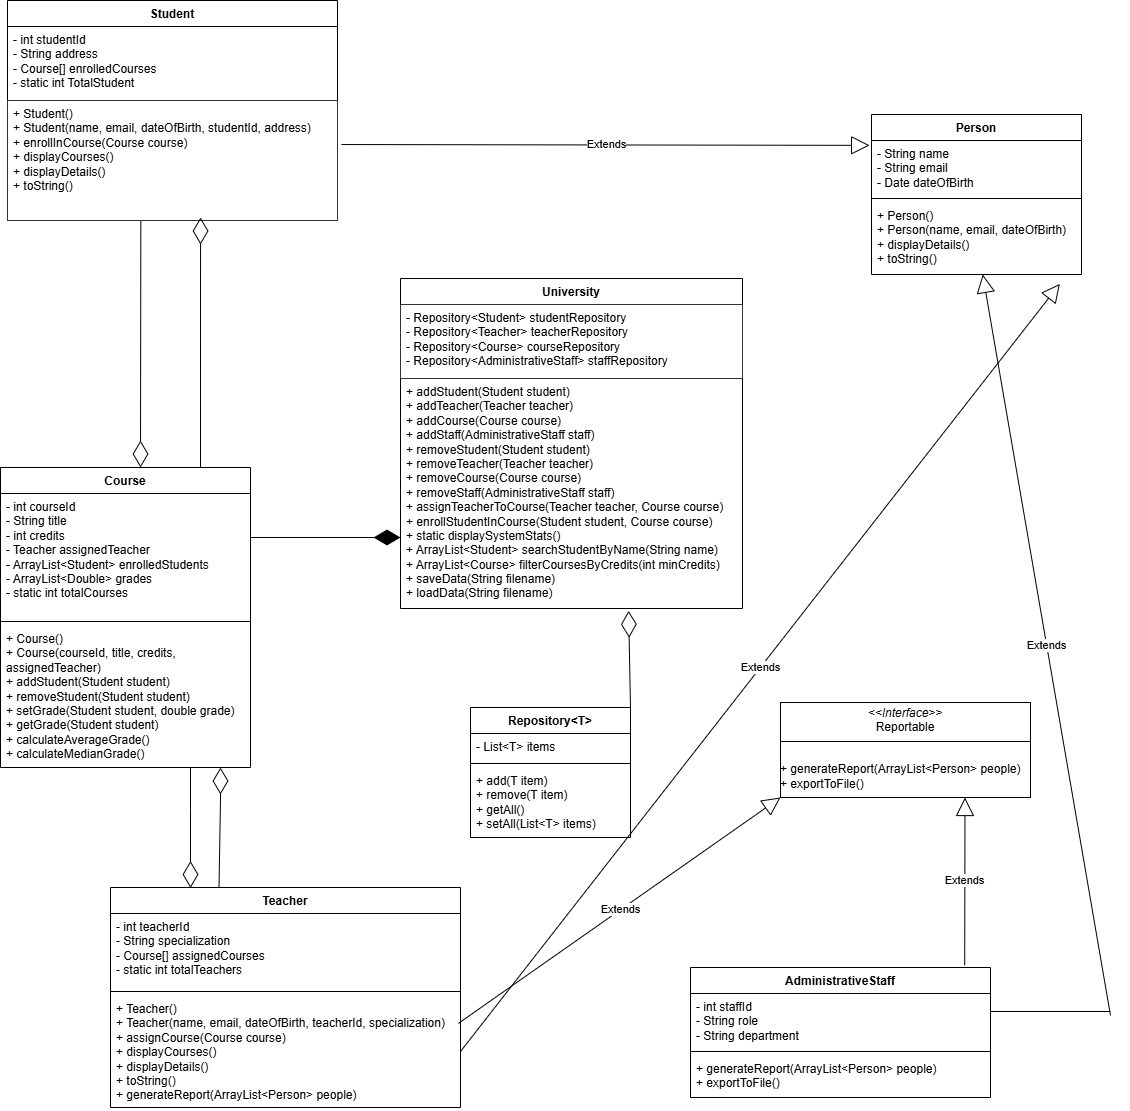 Student
- int studentId
- String address
- Course[] enrolledCourses
- static int TotalStudent
+ Student()
+ Student(name, email, dateOfBirth, studentId, address)
+ enrollInCourse(Course course)
+ displayCourses()
+ displayDetails()
+ toString()
Extends
Person
- String name
- String email
- Date dateOfBirth
+ Person()
+ Person(name, email, dateOfBirth)
+ displayDetails()
+ toString()
University
- Repository<Student> studentRepository
- Repository<Teacher> teacherRepository
- Repository<Course> courseRepository
- Repository<AdministrativeStaff> staffRepository
+ addStudent(Student student)
+ addTeacher(Teacher teacher)
+ addCourse(Course course)
+ addStaff(AdministrativeStaff staff)
+ removeStudent(Student student)
+ removeTeacher(Teacher teacher)
+ removeCourse(Course course)
+ removeStaff(AdministrativeStaff staff)
+ assignTeacherToCourse(Teacher teacher, Course course)
+ enrollStudentInCourse(Student student, Course course)
+ static displaySystemStats()
+ ArrayList<Student> searchStudentByName(String name)
+ ArrayList<Course> filterCoursesByCredits(int minCredits)
+ saveData(String filename)
+ loadData(String filename)
Course
- int courseId
- String title
- int credits
- Teacher assignedTeacher
- ArrayList<Student> enrolledStudents
- ArrayList<Double> grades
- static int totalCourses
+ Course()
+ Course(courseId, title, credits,
assignedTeacher)
+ addStudent(Student student)
+ removeStudent(Student student)
+ setGrade(Student student, double grade)
+ getGrade(Student student)
+ calculateAverageGrade()
+ calculateMedianGrade()
Extends
Extends
Repository<T>
- List<T> items
+ add(T item)
+ remove(T item)
+ getAll()
+ setAll(List<T> items)
<<Interface>>
Reportable
+ generateReport(ArrayList<Person> people)
+ exportToFile()
Extends
Extends
Teacher
- int teacherId
- String specialization
- Course[] assignedCourses
- static int totalTeachers
+ Teacher()
+ Teacher(name, email, dateOfBirth, teacherId, specialization)
+ assignCourse(Course course)
+ displayCourses()
+ displayDetails()
+ toString()
+ generateReport(ArrayList<Person> people)
AdministrativeStaff
- int staffId
- String role
- String department
+ generateReport(ArrayList<Person> people)
+ exportToFile()